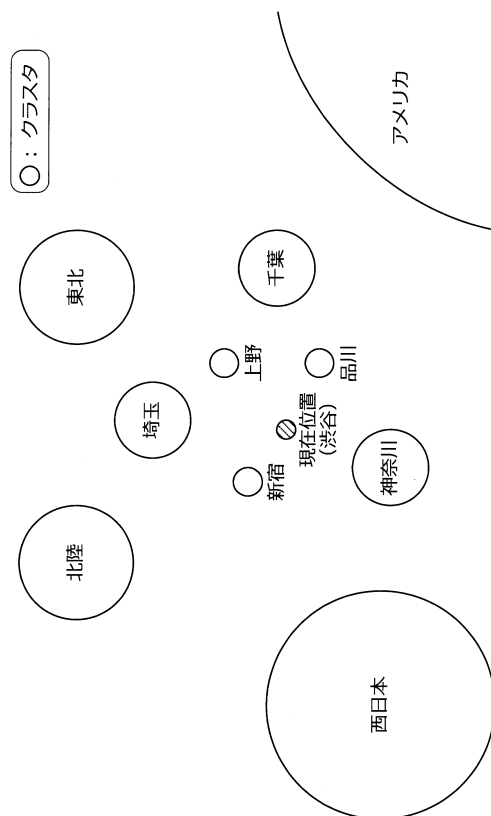 ○：クラスタ
北陸
東北
埼玉
上野
新宿
千葉
現在位置
（渋谷）
品川
西日本
神奈川
アメリカ